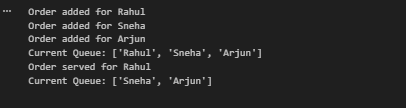 Order added for Rahul
Order added for Sneha
Order added for Arjun
Current Queue: ['Rahul', 'Sneha', 'Arjun']
Order served for Rahul
Current Queue: ['Sneha', 'Arjun']